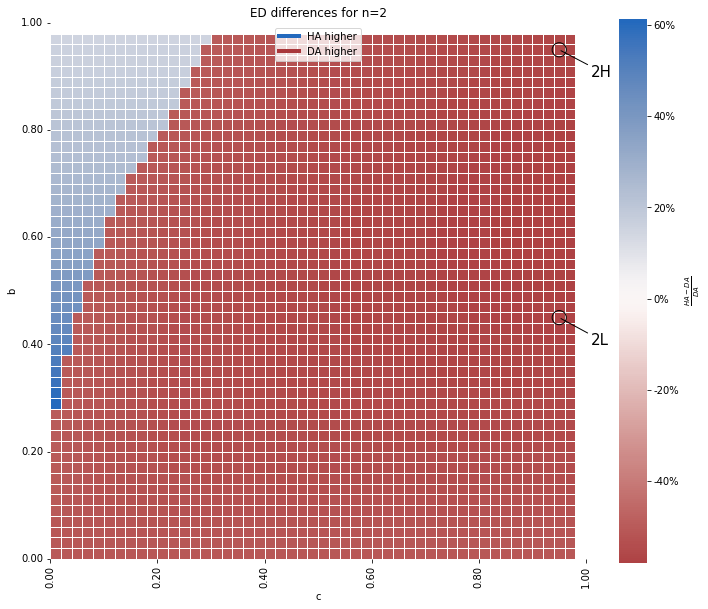 ED differences for n=2
HA higher
DA higher
1.00
0.80
0.60
0.40
0.20
0.00
b
0.00
0.20
0.40
0.60
0.80
1.00
c
2H
2L
60%
40%
20%
0%
-20%
-40%
HA − DA
DA